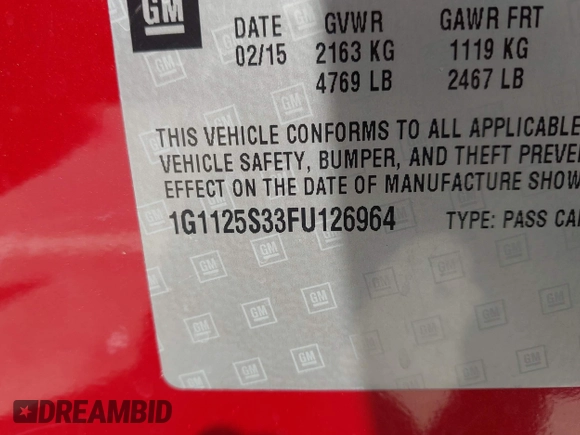 GM
DATE GVWR GAWR FRT
02/15 2163 KG 1119 KG
4769 LB 2467 LB
THIS VEHICLE CONFORMS TO ALL APPLICABLE
VEHICLE SAFETY, BUMPER, AND THEFT PREVE
EFFECT ON THE DATE OF MANUFACTURE SHOW
1G1125S33FU126964 TYPE: PASS CA
DREAMBID